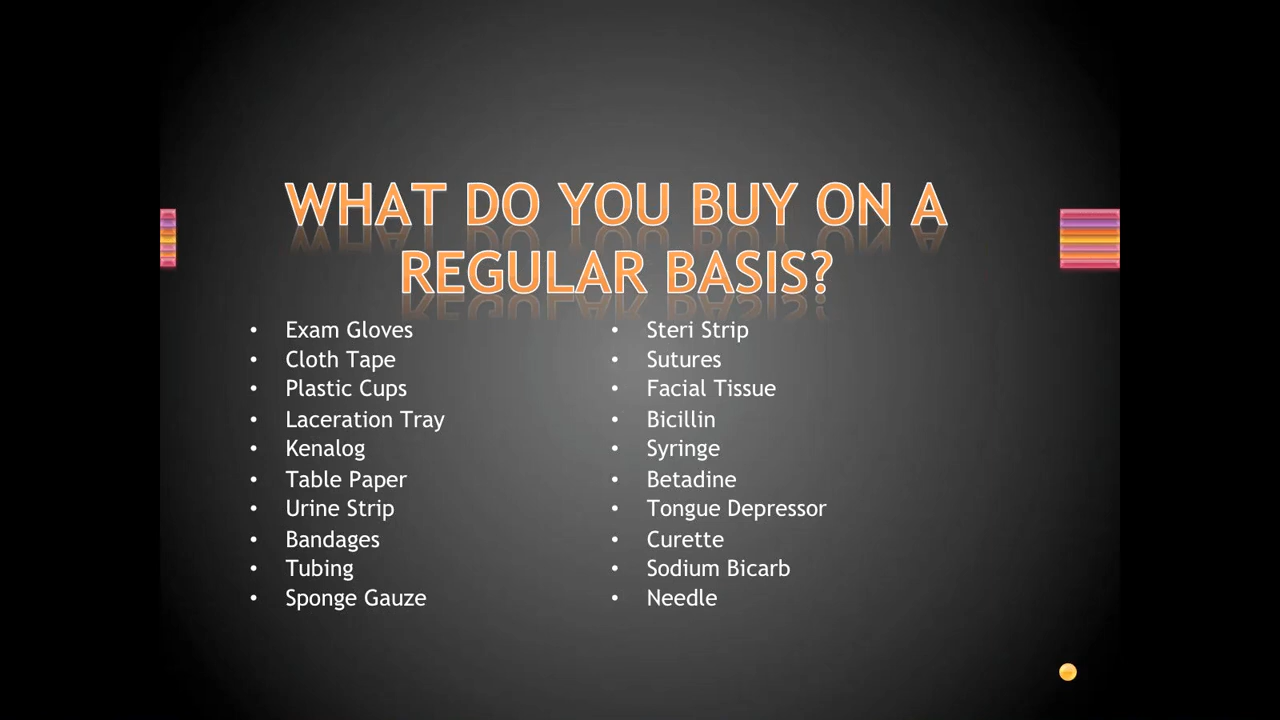 WHAT DO YOU BUY ON A
REGULAR BASIS?
• Exam Gloves
• Cloth Tape
• Plastic Cups
• Laceration Tray
• Kenalog
• Table Paper
• Urine Strip
• Bandages
• Tubing
• Sponge Gauze
• Steri Strip
• Sutures
• Facial Tissue
• Bicillin
• Syringe
• Betadine
• Tongue Depressor
• Curette
• Sodium Bicarb
• Needle